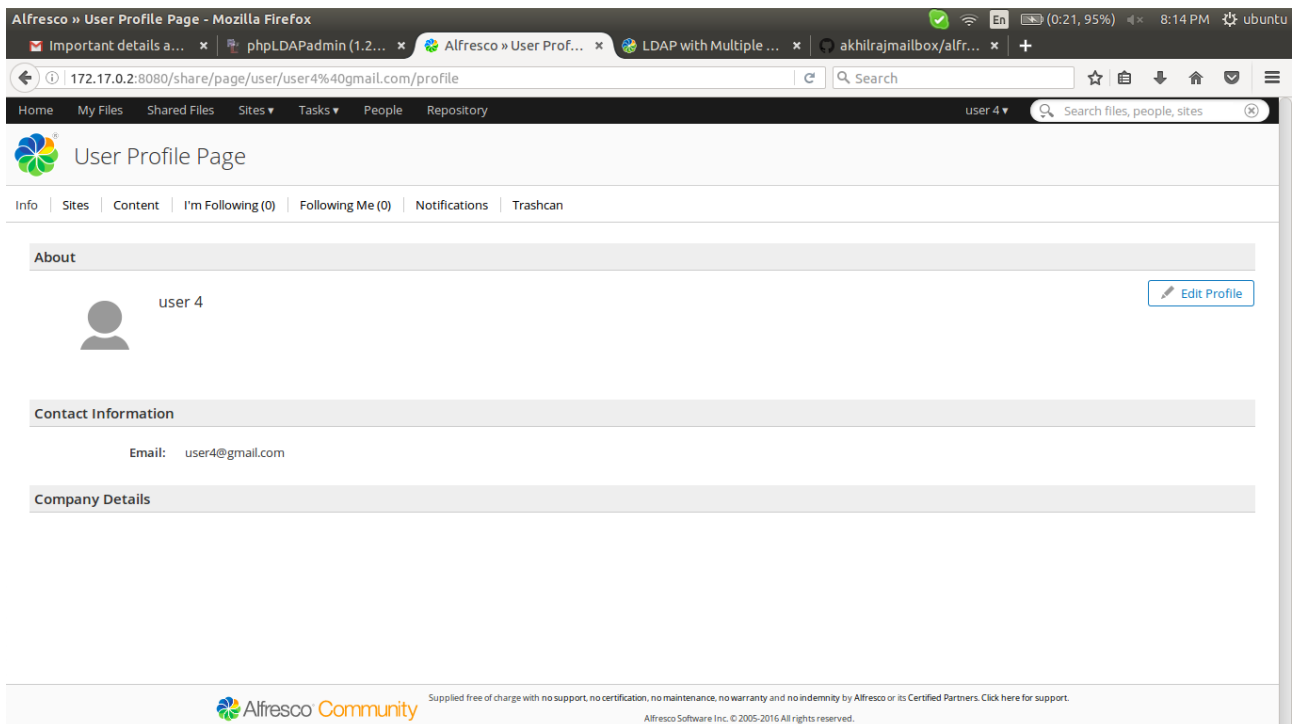 Alfresco » User Profile Page - Mozilla Firefox En (0:21, 95%) 8:14 PM ubuntu
Important details a... × phpLDAPadmin (1.2... × Alfresco » User Prof... × LDAP with Multiple ... × akhilrajmailbox/alfr... × +
172.17.0.2:8080/share/page/user/user4%40gmail.com/profile Search
Home My Files Shared Files Sites ▾ Tasks ▾ People Repository user 4 ▾ Search files, people, sites
User Profile Page
Info Sites Content I'm Following (0) Following Me (0) Notifications Trashcan
About
user 4 Edit Profile
Contact Information
Email: user4@gmail.com
Company Details
Alfresco Community
Supplied free of charge with no support, no certification, no maintenance, no warranty and no indemnity by Alfresco or its Certified Partners. Click here for support.
Alfresco Software Inc. © 2005-2016 All rights reserved.